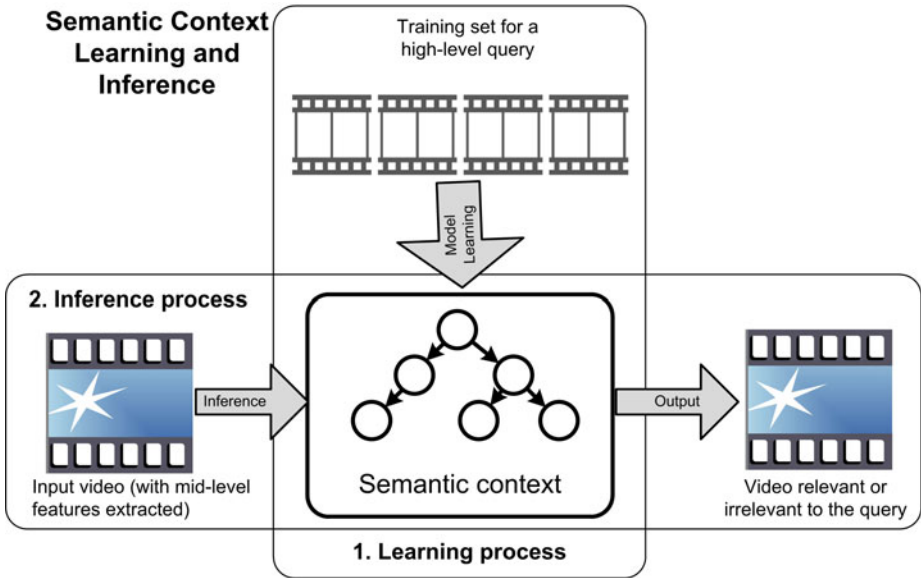 Semantic Context
Learning and
Inference
Training set for a
high-level query
Model
Learning
2. Inference process
Inference
Output
Semantic context
Input video (with mid-level
features extracted)
Video relevant or
irrelevant to the query
1. Learning process